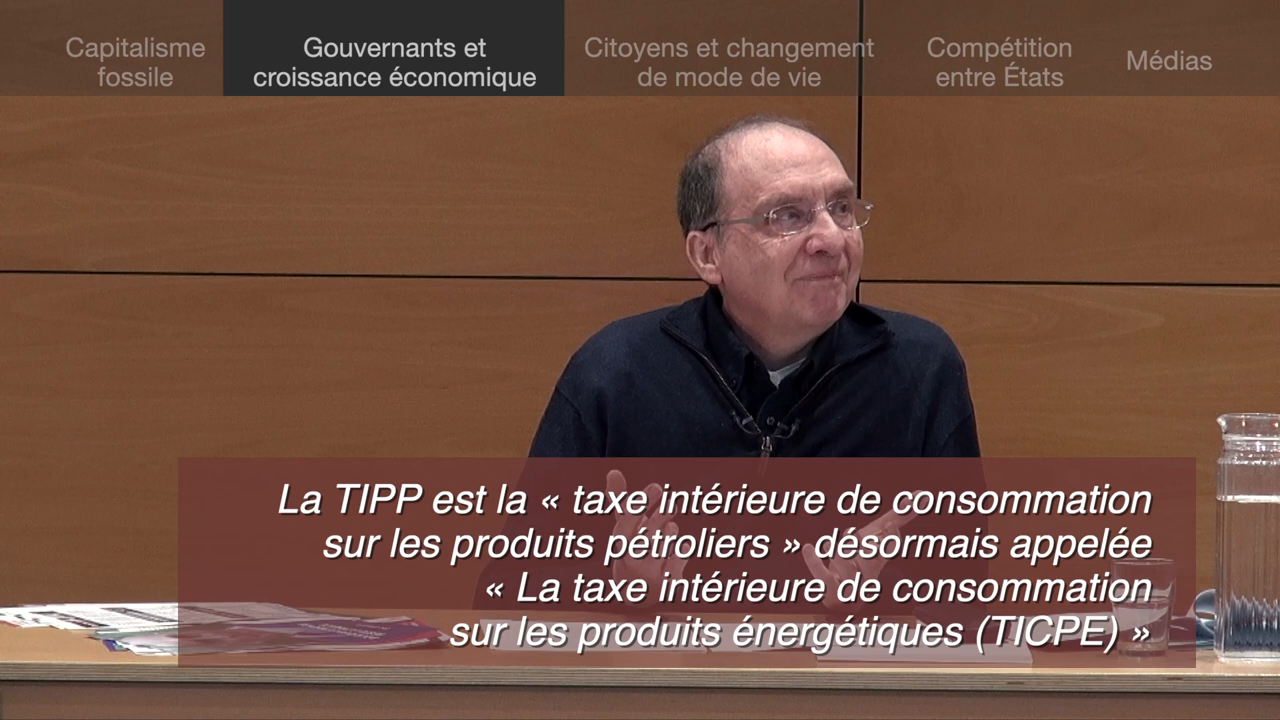 Capitalisme
fossile
Gouvernants et
croissance économique
Citoyens et changement
de mode de vie
Compétition
entre États
Médias
La TIPP est la « taxe intérieure de consommation
sur les produits pétroliers » désormais appelée
« La taxe intérieure de consommation
sur les produits énergétiques (TICPE) »